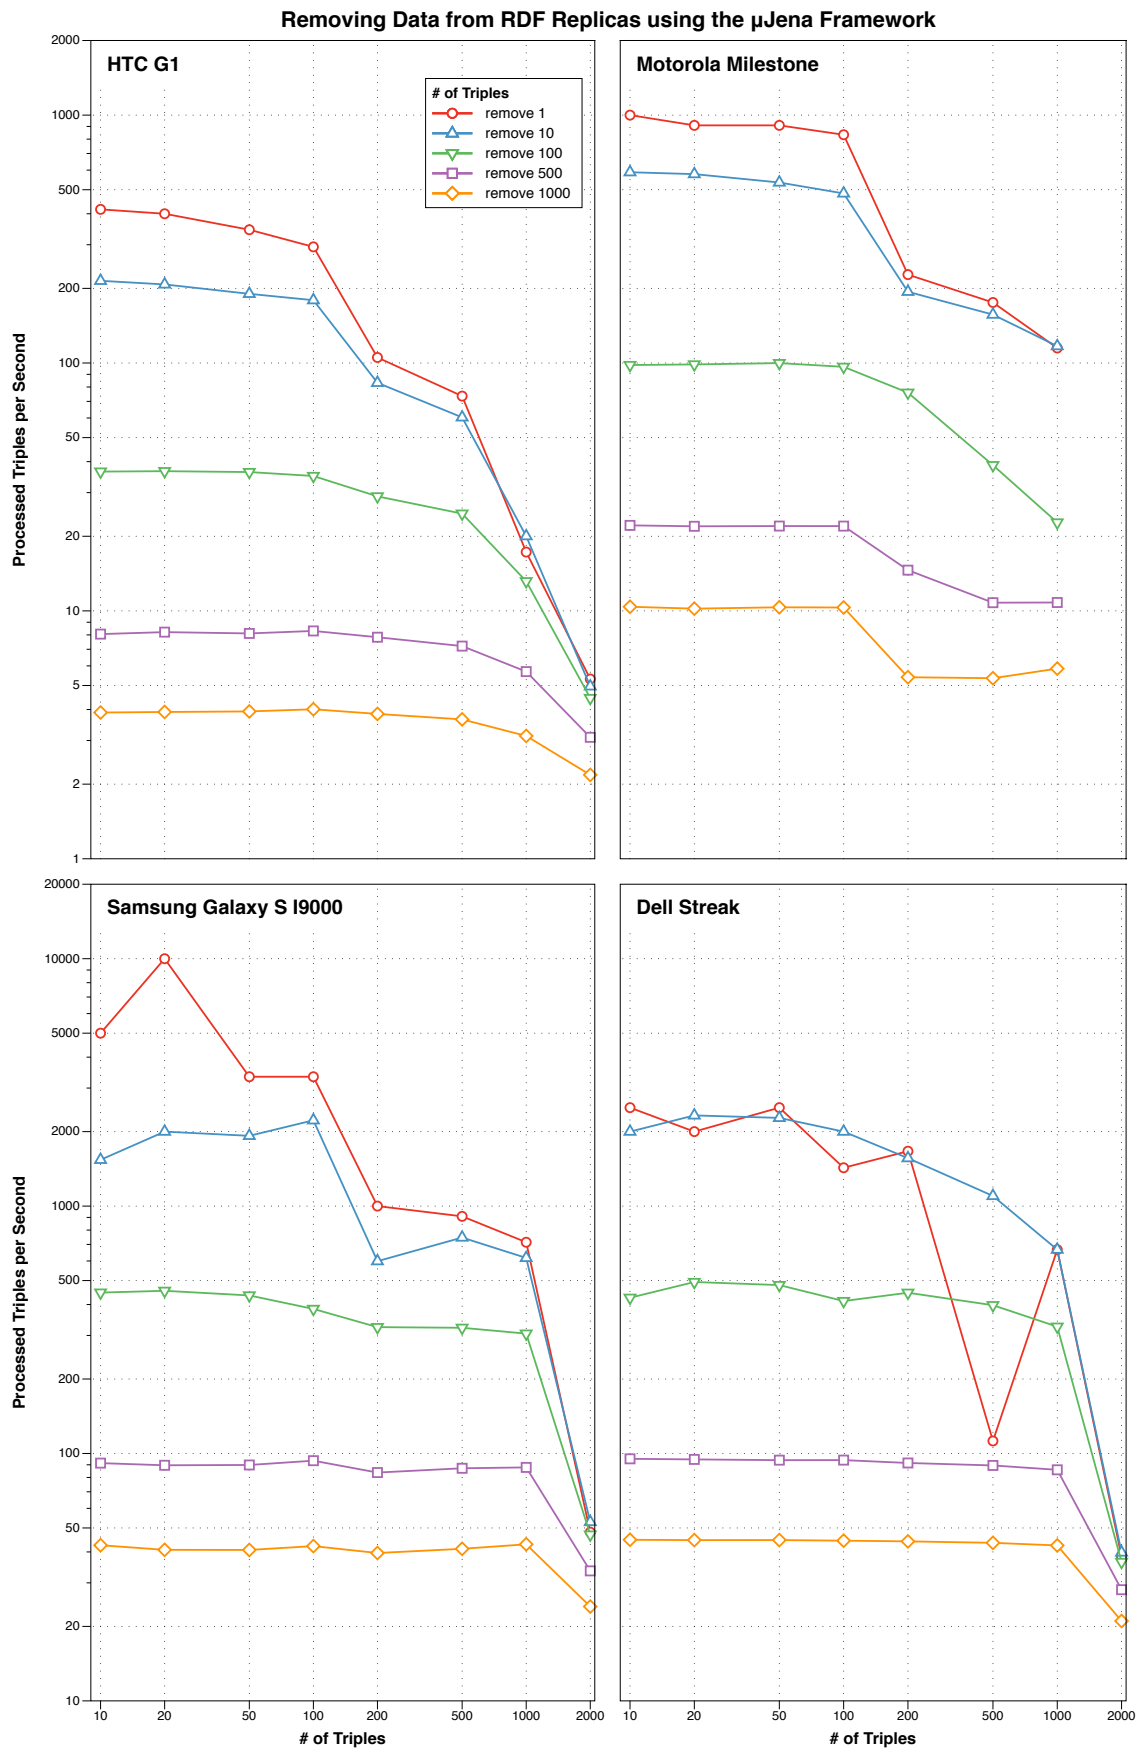 Removing Data from RDF Replicas using the µJena Framework
HTC G1
# of Triples
remove 1
remove 10
remove 100
remove 500
remove 1000
Motorola Milestone
Processed Triples per Second
2000
1000
500
200
100
50
20
10
5
2
1
Samsung Galaxy S I9000
Dell Streak
Processed Triples per Second
20000
10000
5000
2000
1000
500
200
100
50
20
10
10 20 50 100 200 500 1000 2000
10 20 50 100 200 500 1000 2000
# of Triples
# of Triples